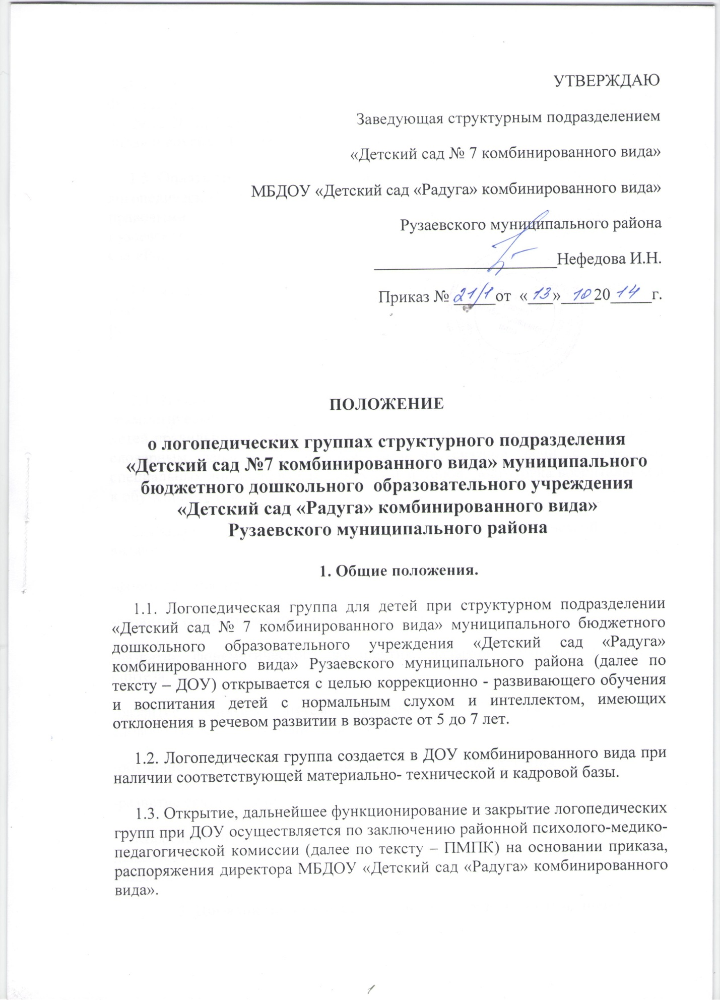 УТВЕРЖДАЮ
Заведующая структурным подразделением
«Детский сад № 7 комбинированного вида»
МБДОУ «Детский сад «Радуга» комбинированного вида»
Рузаевского муниципального района
______________________Нефедова И.Н.
Приказ № 21/1 от «13» 10 2014 г.
ПОЛОЖЕНИЕ
о логопедических группах структурного подразделения
«Детский сад №7 комбинированного вида» муниципального
бюджетного дошкольного образовательного учреждения
«Детский сад «Радуга» комбинированного вида»
Рузаевского муниципального района
1. Общие положения.
1.1. Логопедическая группа для детей при структурном подразделении
«Детский сад № 7 комбинированного вида» муниципального бюджетного
дошкольного образовательного учреждения «Детский сад «Радуга»
комбинированного вида» Рузаевского муниципального района (далее по
тексту – ДОУ) открывается с целью коррекционно - развивающего обучения
и воспитания детей с нормальным слухом и интеллектом, имеющих
отклонения в речевом развитии в возрасте от 5 до 7 лет.
1.2. Логопедическая группа создается в ДОУ комбинированного вида при
наличии соответствующей материально- технической и кадровой базы.
1.3. Открытие, дальнейшее функционирование и закрытие логопедических
групп при ДОУ осуществляется по заключению районной психолого-медико-
педагогической комиссии (далее по тексту – ПМПК) на основании приказа,
распоряжения директора МБДОУ «Детский сад «Радуга» комбинированного
вида».
1